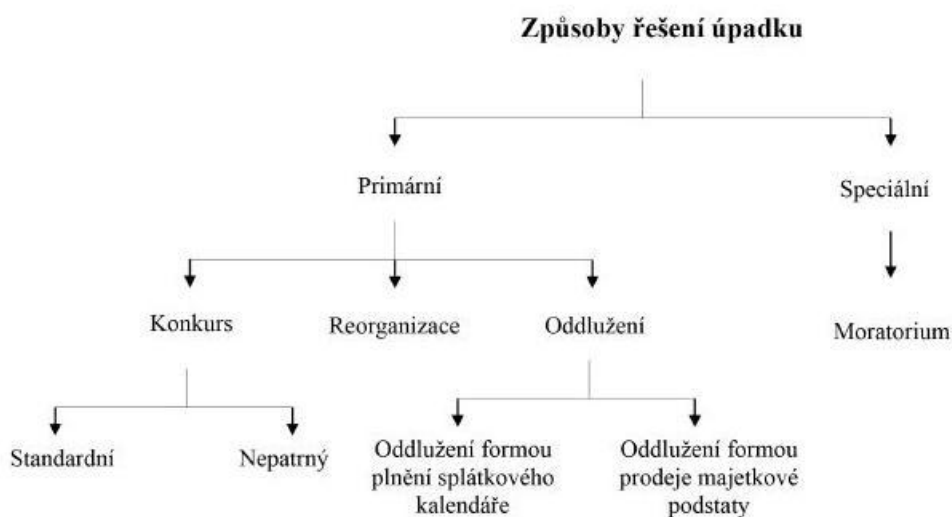 Způsoby řešení úpadku
Primární
Speciální
Konkurs
Reorganizace
Oddlužení
Moratorium
Standardní
Nepatrný
Oddlužení formou
plnění splátkového
kalendáře
Oddlužení formou
prodeje majetkové
podstaty